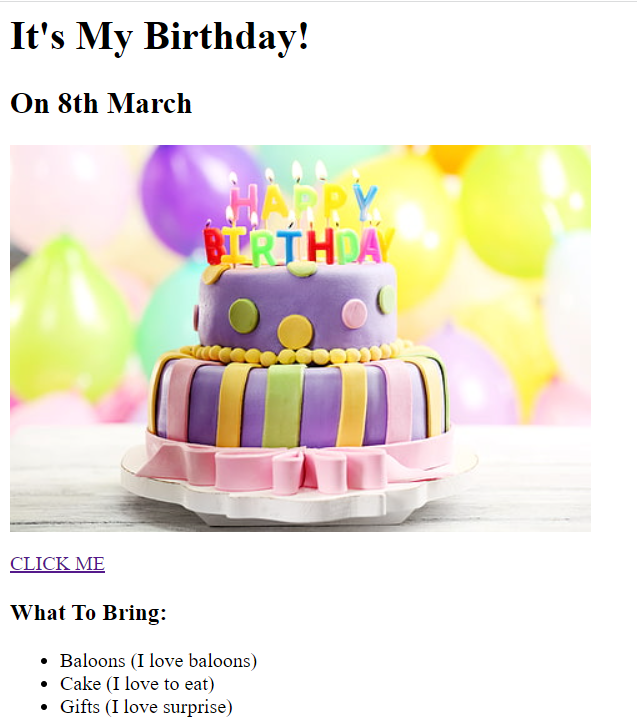 It's My Birthday!
On 8th March
HAPPY
BIRTHDAY
CLICK ME
What To Bring:
Baloons (I love baloons)
Cake (I love to eat)
Gifts (I love surprise)